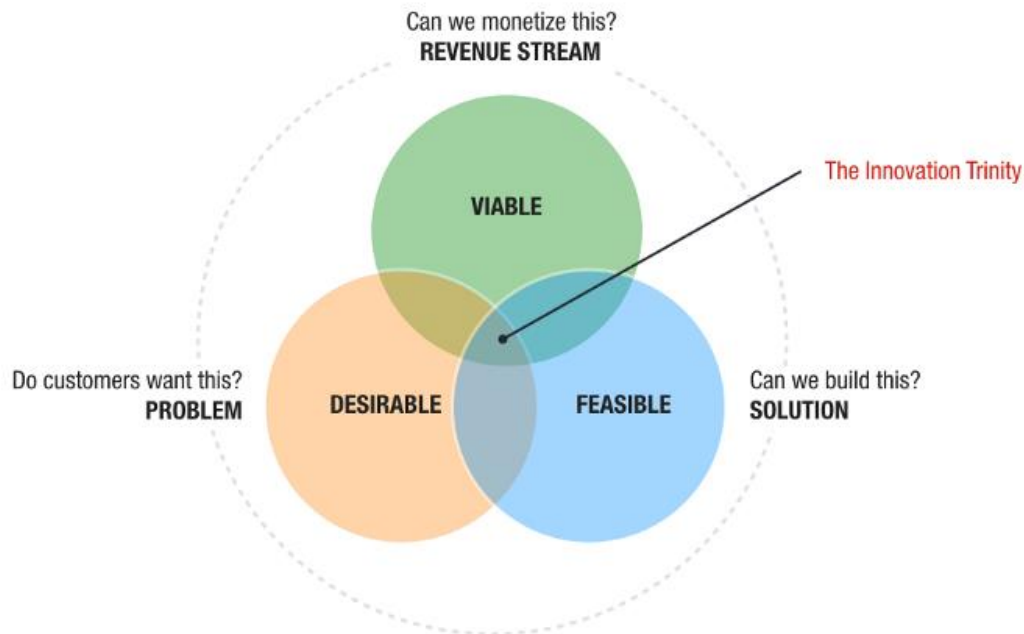 Can we monetize this?
REVENUE STREAM
The Innovation Trinity
VIABLE
Do customers want this?
PROBLEM
DESIRABLE
FEASIBLE
Can we build this?
SOLUTION